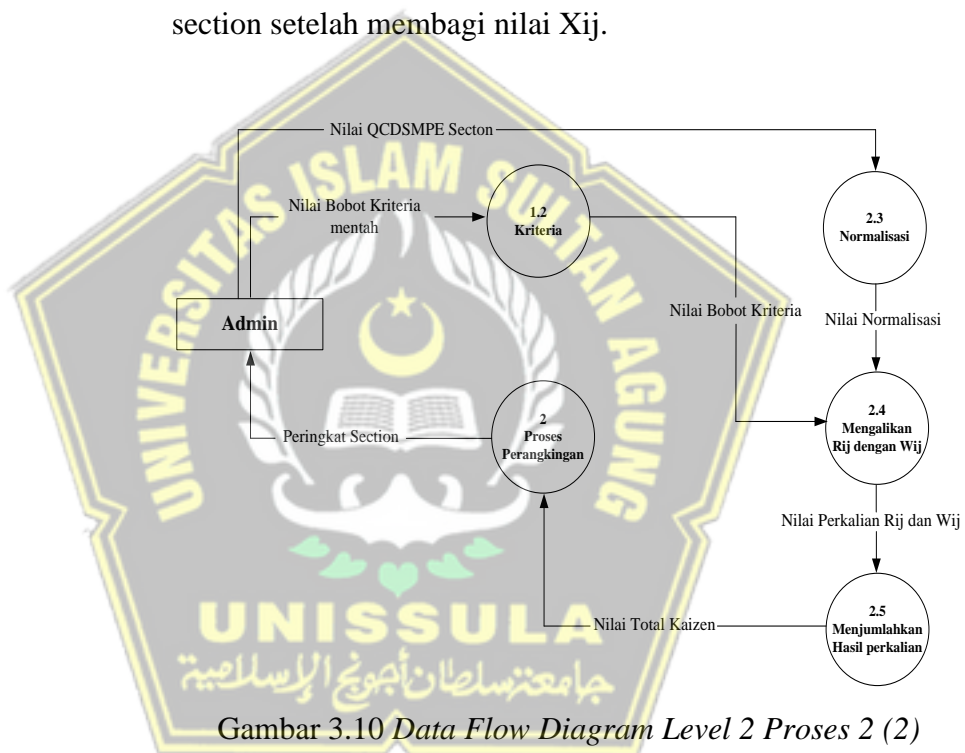 section setelah membagi nilai Xij.
Nilai QCDSMPE Secton
Nilai Bobot Kriteria
mentah
1.2
Kriteria
2.3
Normalisasi
Admin
Nilai Bobot Kriteria
Nilai Normalisasi
Peringkat Section
2
Proses
Perangkingan
2.4
Mengalikan
Rij dengan Wij
Nilai Perkalian Rij dan Wij
Nilai Total Kaizen
2.5
Menjumlahkan
Hasil perkalian
UNIVERSITAS ISLAM SULTAN AGUNG
UNISSULA
جامعتنسلطان أجونج الإسلامية
Gambar 3.10 Data Flow Diagram Level 2 Proses 2 (2)